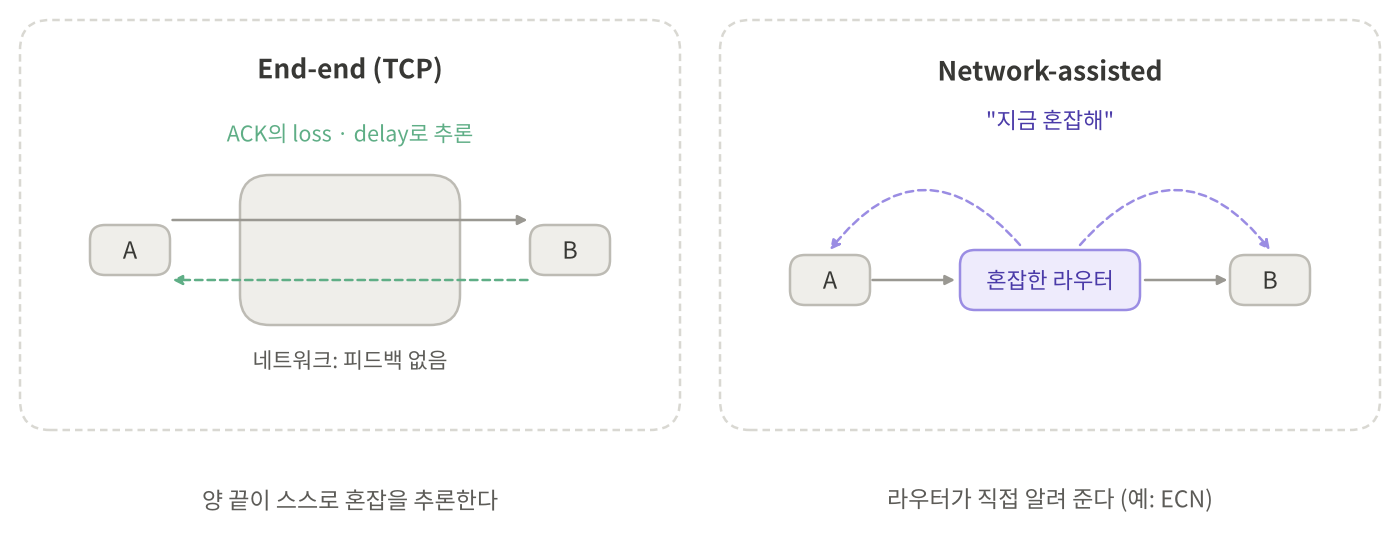 End-end (TCP)
ACK의 loss · delay로 추론
A
B
네트워크: 피드백 없음
양 끝이 스스로 혼잡을 추론한다
Network-assisted
"지금 혼잡해"
A
혼잡한 라우터
B
라우터가 직접 알려 준다 (예: ECN)